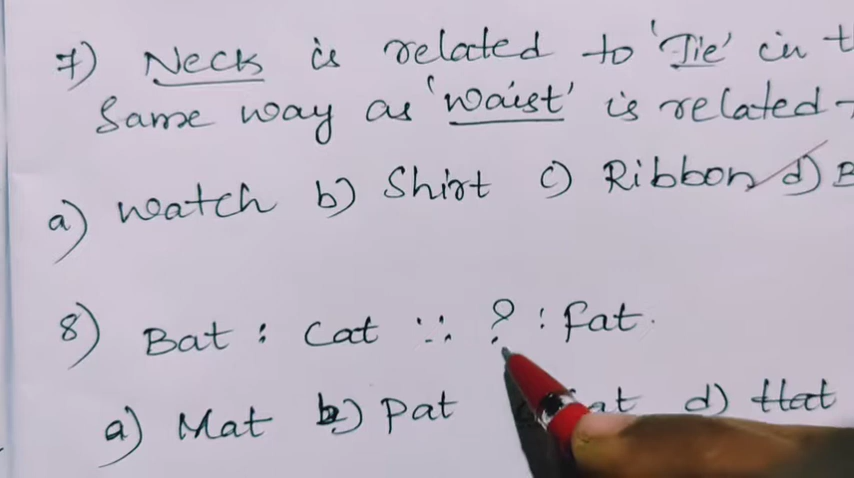 7) Neck is related to 'Tie' in t
Same way as 'waist' is related
a) watch b) Shirt c) Ribbon d) B
8) Bat : Cat :: ? : fat.
a) Mat b) Pat at d) Hat